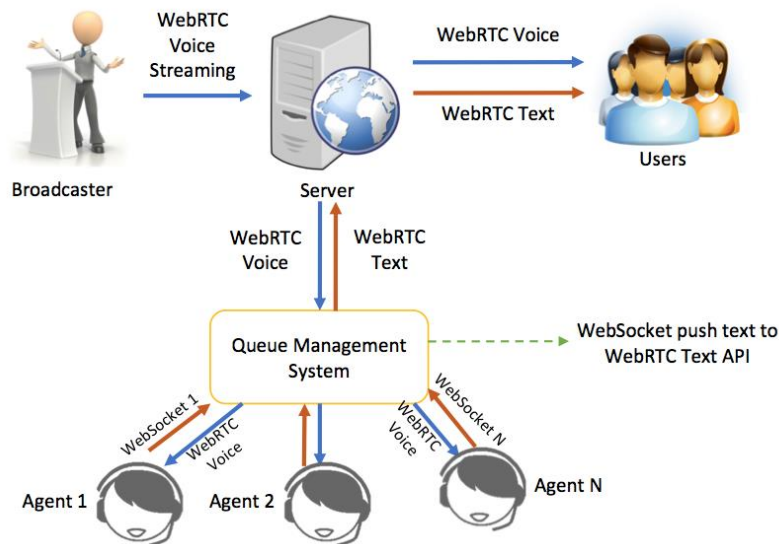 WebRTC
Voice
Streaming
WebRTC Voice
WebRTC Text
Broadcaster
Server
Users
WebRTC
Voice
WebRTC
Text
Queue Management
System
WebSocket push text to
WebRTC Text API
WebSocket 1
WebRTC
Voice
WebRTC
Voice
WebSocket N
Agent 1
Agent 2
Agent N